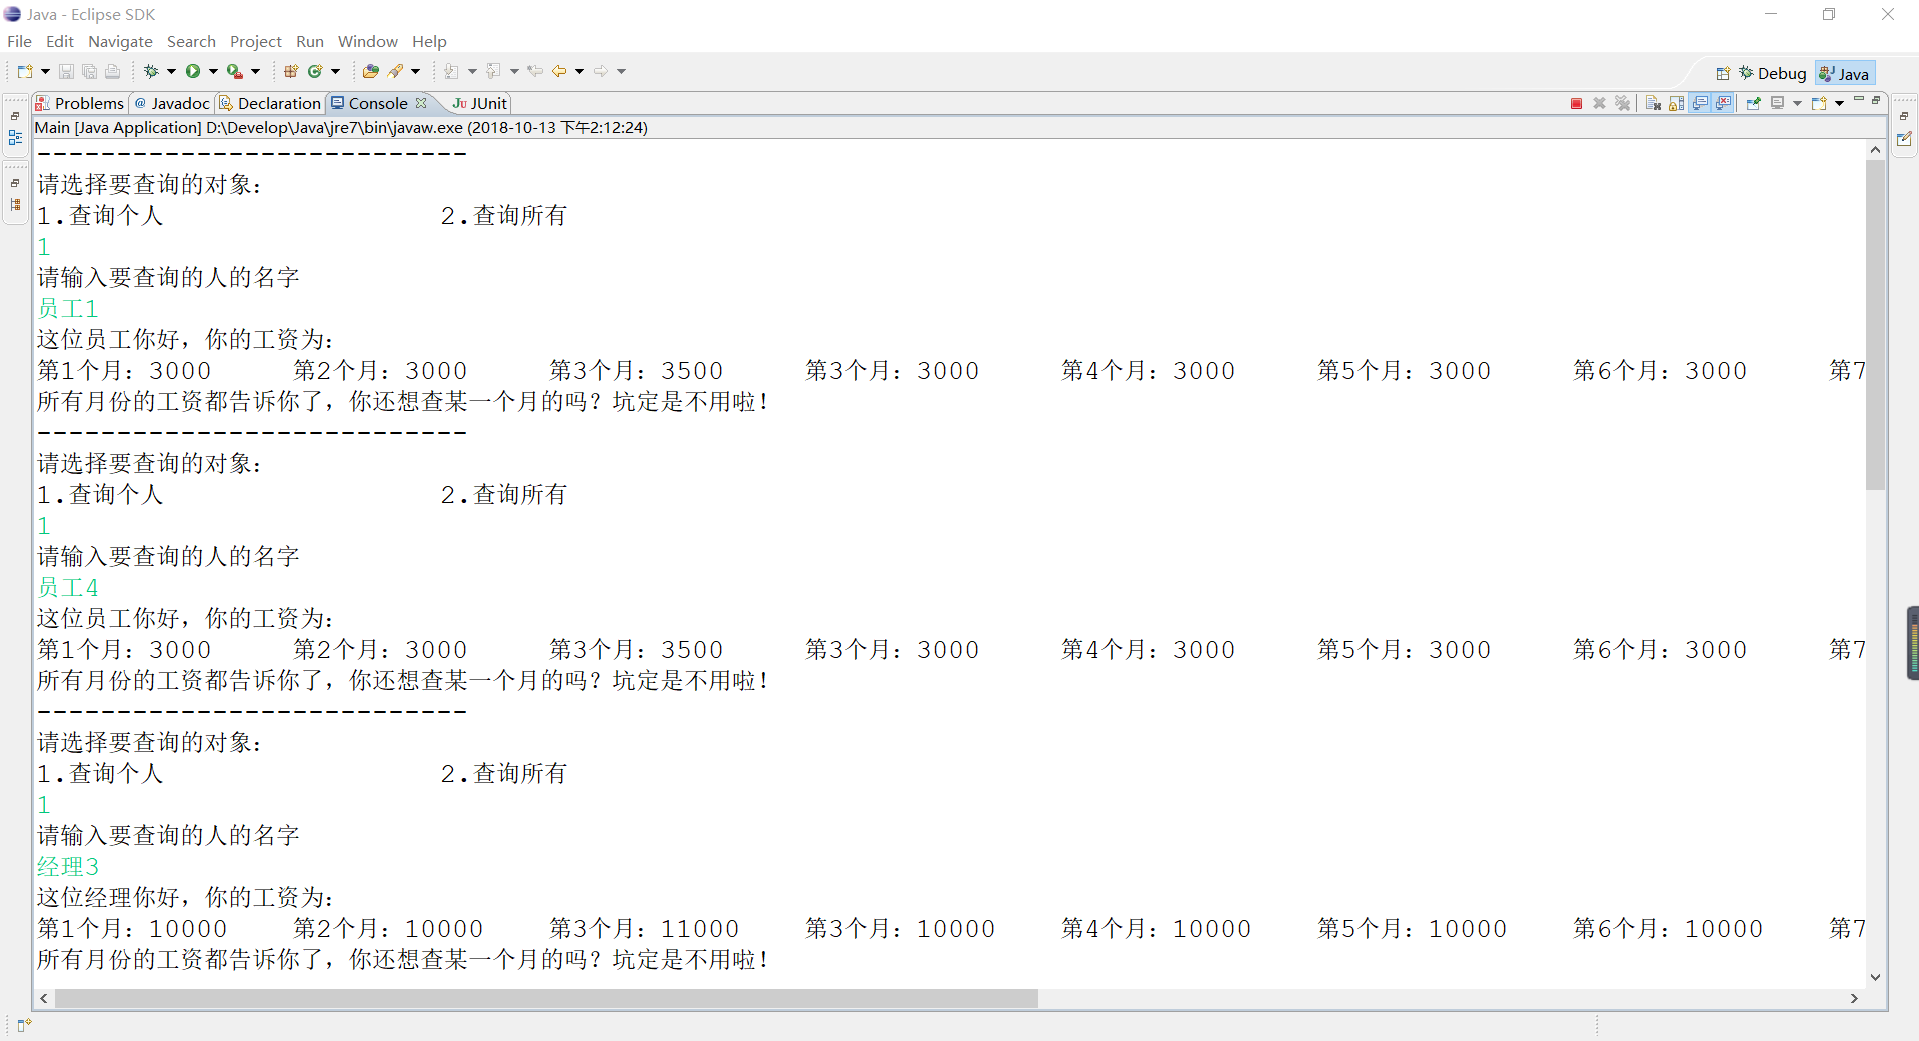 Java - Eclipse SDK
File Edit Navigate Search Project Run Window Help
Debug Java
Problems @ Javadoc Declaration Console Ju JUnit
Main [Java Application] D:\Develop\Java\jre7\bin\javaw.exe (2018-10-13 下午2:12:24)
---------------------------
请选择要查询的对象：
1.查询个人 2.查询所有
1
请输入要查询的人的名字
员工1
这位员工你好，你的工资为：
第1个月：3000 第2个月：3000 第3个月：3500 第3个月：3000 第4个月：3000 第5个月：3000 第6个月：3000 第7
所有月份的工资都告诉你了，你还想查某一个月的吗？坑定是不用啦！
---------------------------
请选择要查询的对象：
1.查询个人 2.查询所有
1
请输入要查询的人的名字
员工4
这位员工你好，你的工资为：
第1个月：3000 第2个月：3000 第3个月：3500 第3个月：3000 第4个月：3000 第5个月：3000 第6个月：3000 第7
所有月份的工资都告诉你了，你还想查某一个月的吗？坑定是不用啦！
---------------------------
请选择要查询的对象：
1.查询个人 2.查询所有
1
请输入要查询的人的名字
经理3
这位经理你好，你的工资为：
第1个月：10000 第2个月：10000 第3个月：11000 第3个月：10000 第4个月：10000 第5个月：10000 第6个月：10000 第7
所有月份的工资都告诉你了，你还想查某一个月的吗？坑定是不用啦！